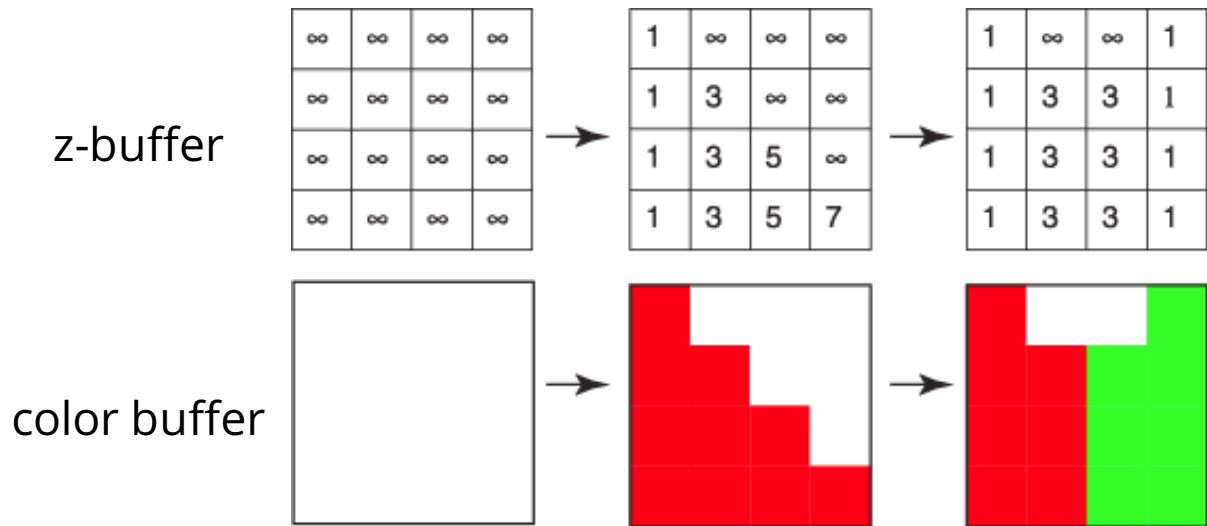 ∞ ∞ ∞ ∞ 1 ∞ ∞ ∞ 1 ∞ ∞ 1
∞ ∞ ∞ ∞ 1 3 ∞ ∞ 1 3 3 1
z-buffer
∞ ∞ ∞ ∞ 1 3 5 ∞ 1 3 3 1
∞ ∞ ∞ ∞ 1 3 5 7 1 3 3 1
color buffer